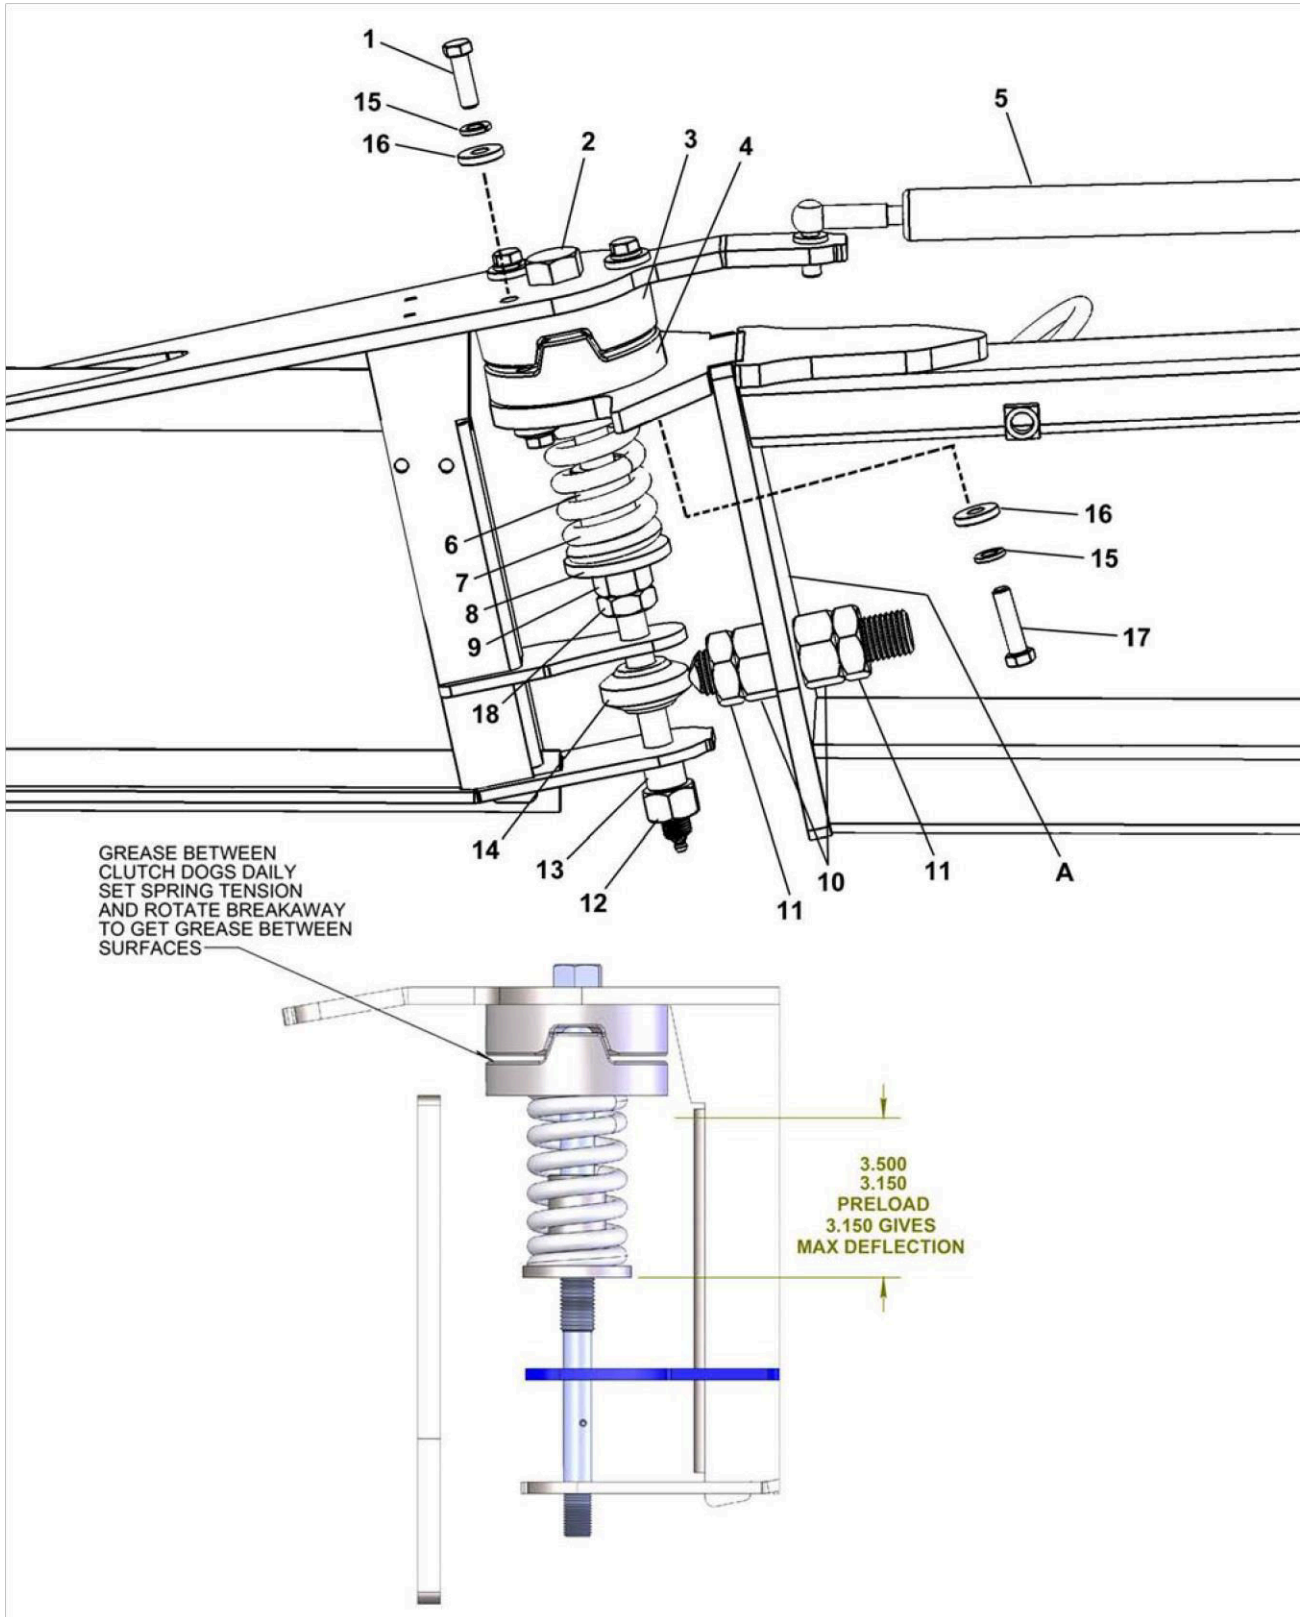 1
15
16
2
3
4
5
6
7
8
9
18
14
13
12
11
10
11
A
16
15
17
GREASE BETWEEN
CLUTCH DOGS DAILY
SET SPRING TENSION
AND ROTATE BREAKAWAY
TO GET GREASE BETWEEN
SURFACES
3.500
3.150
PRELOAD
3.150 GIVES
MAX DEFLECTION